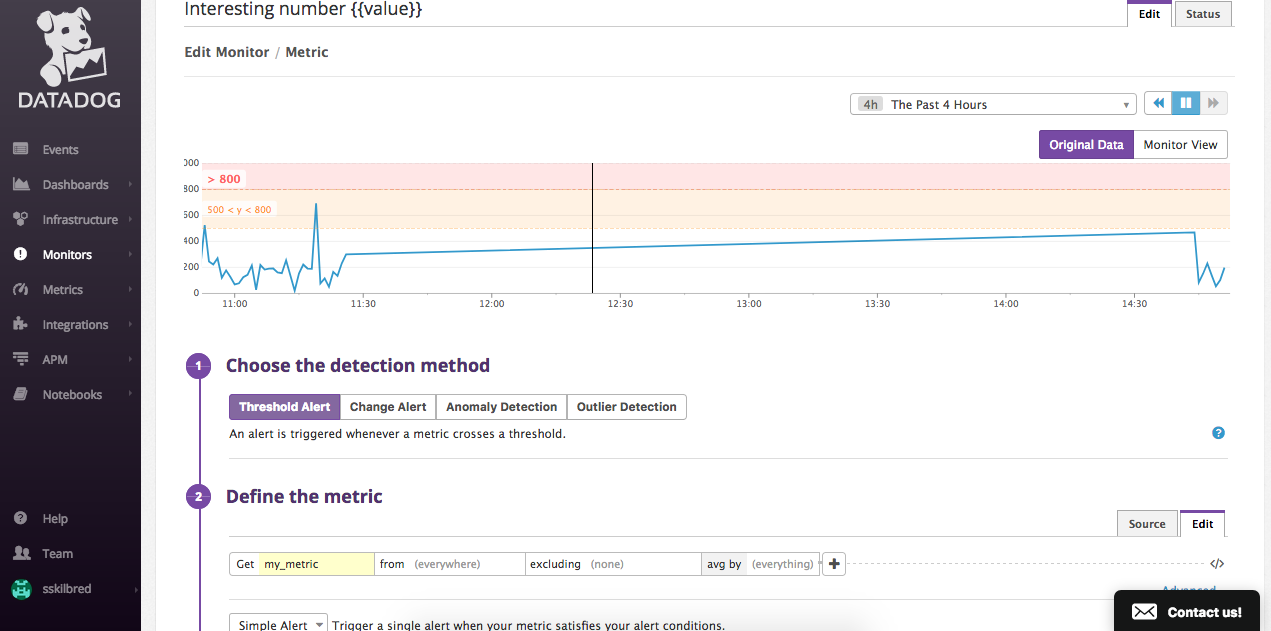 Interesting number {{value}}
Edit
Status
DATADOG
Edit Monitor / Metric
4h The Past 4 Hours
Original Data
Monitor View
Events
Dashboards
Infrastructure
Monitors
Metrics
Integrations
APM
Notebooks
Help
Team
sskilbred
000
> 800
800
500 < y < 800
600
400
200
0
11:00 11:30 12:00 12:30 13:00 13:30 14:00 14:30
1 Choose the detection method
Threshold Alert Change Alert Anomaly Detection Outlier Detection
An alert is triggered whenever a metric crosses a threshold.
?
2 Define the metric
Source
Edit
Get my_metric from (everywhere) excluding (none) avg by (everything) + </>
Advanced
Simple Alert Trigger a single alert when your metric satisfies your alert conditions.
Contact us!